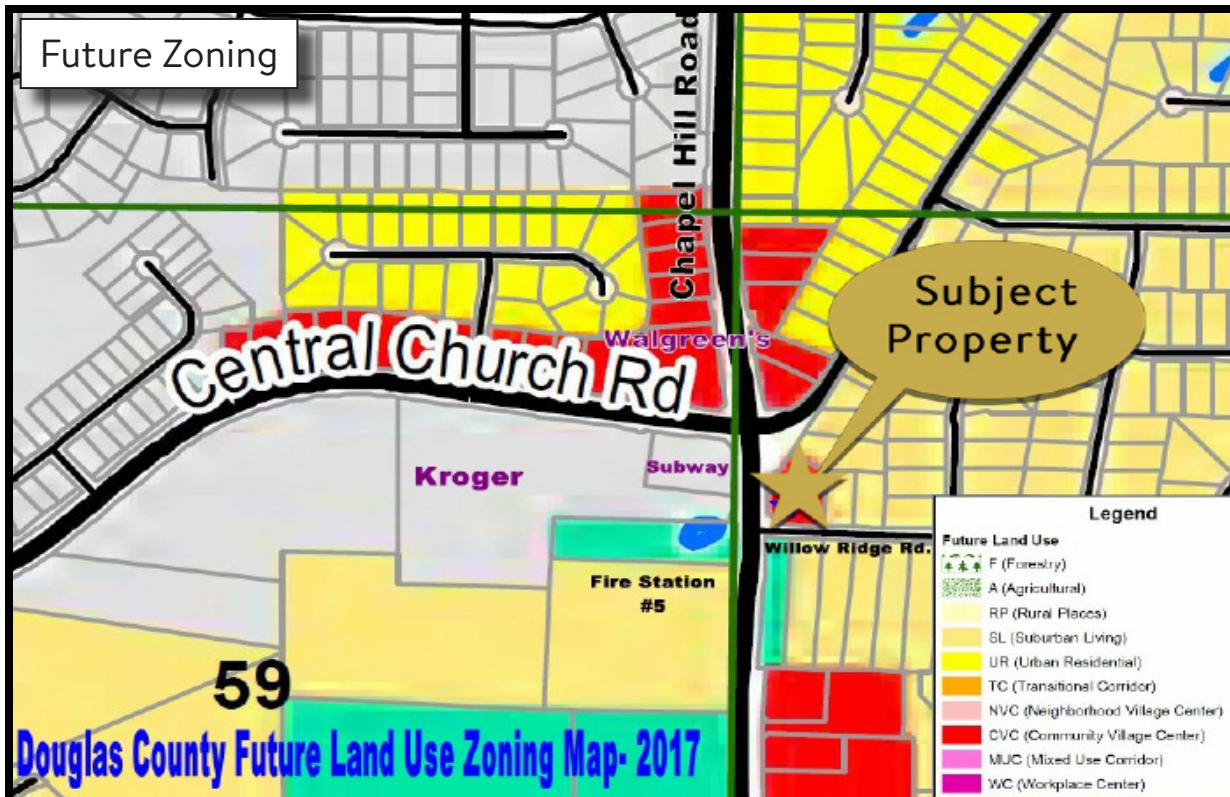 Future Zoning
Chapel Hill Road
Subject
Property
Walgreen's
Central Church Rd
Kroger
Subway
Willow Ridge Rd.
Fire Station
#5
59
Douglas County Future Land Use Zoning Map- 2017
Legend
Future Land Use
F (Forestry)
A (Agricultural)
RP (Rural Places)
SL (Suburban Living)
UR (Urban Residential)
TC (Transitional Corridor)
NVC (Neighborhood Village Center)
CVC (Community Village Center)
MUC (Mixed Use Corridor)
WC (Workplace Center)